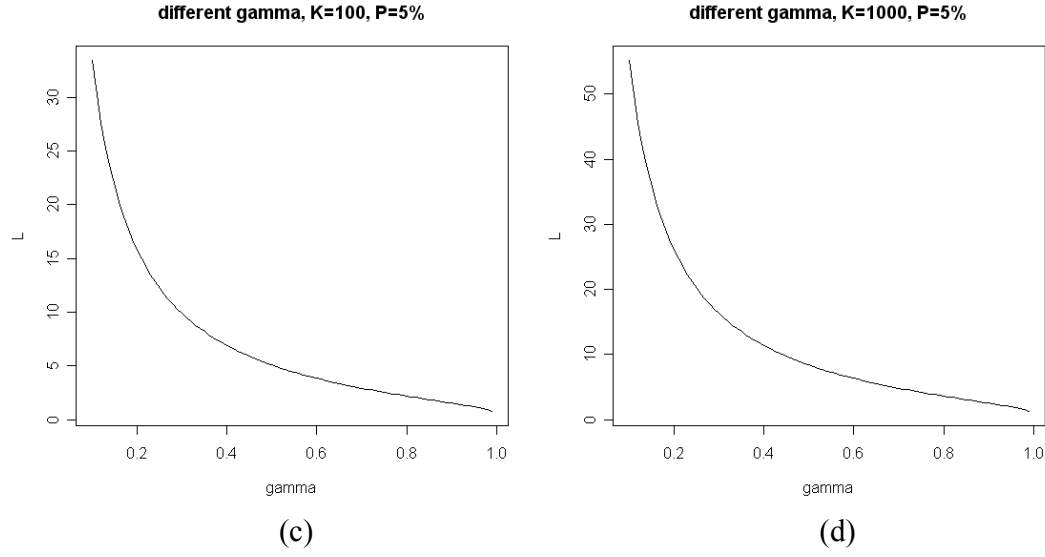 different gamma, K=100, P=5%
30
25
20
15
10
5
0
L
0.2 0.4 0.6 0.8 1.0
gamma
(c)
different gamma, K=1000, P=5%
50
40
30
20
10
0
L
0.2 0.4 0.6 0.8 1.0
gamma
(d)